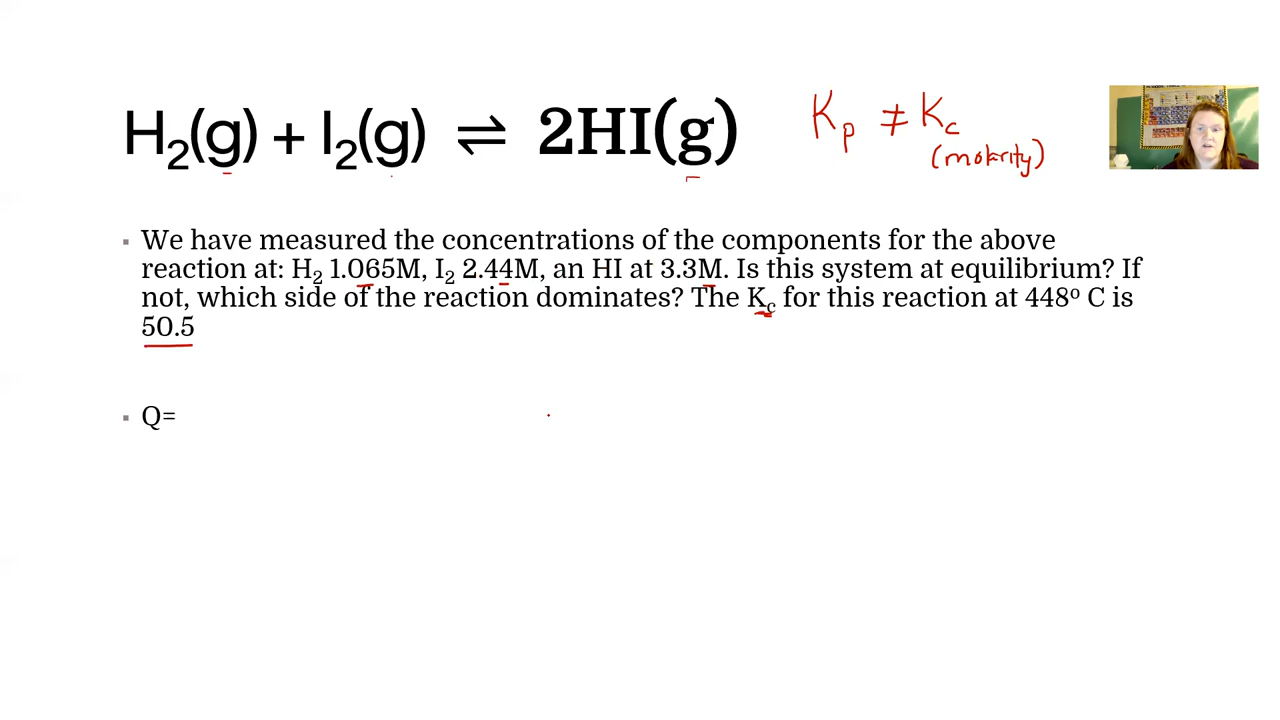 H₂(g) + I₂(g) ⇌ 2HI(g)
Kp ≠ Kc
(molarity)
▪ We have measured the concentrations of the components for the above
reaction at: H₂ 1.065M, I₂ 2.44M, an HI at 3.3M. Is this system at equilibrium? If
not, which side of the reaction dominates? The Kc for this reaction at 448º C is
50.5
▪ Q=